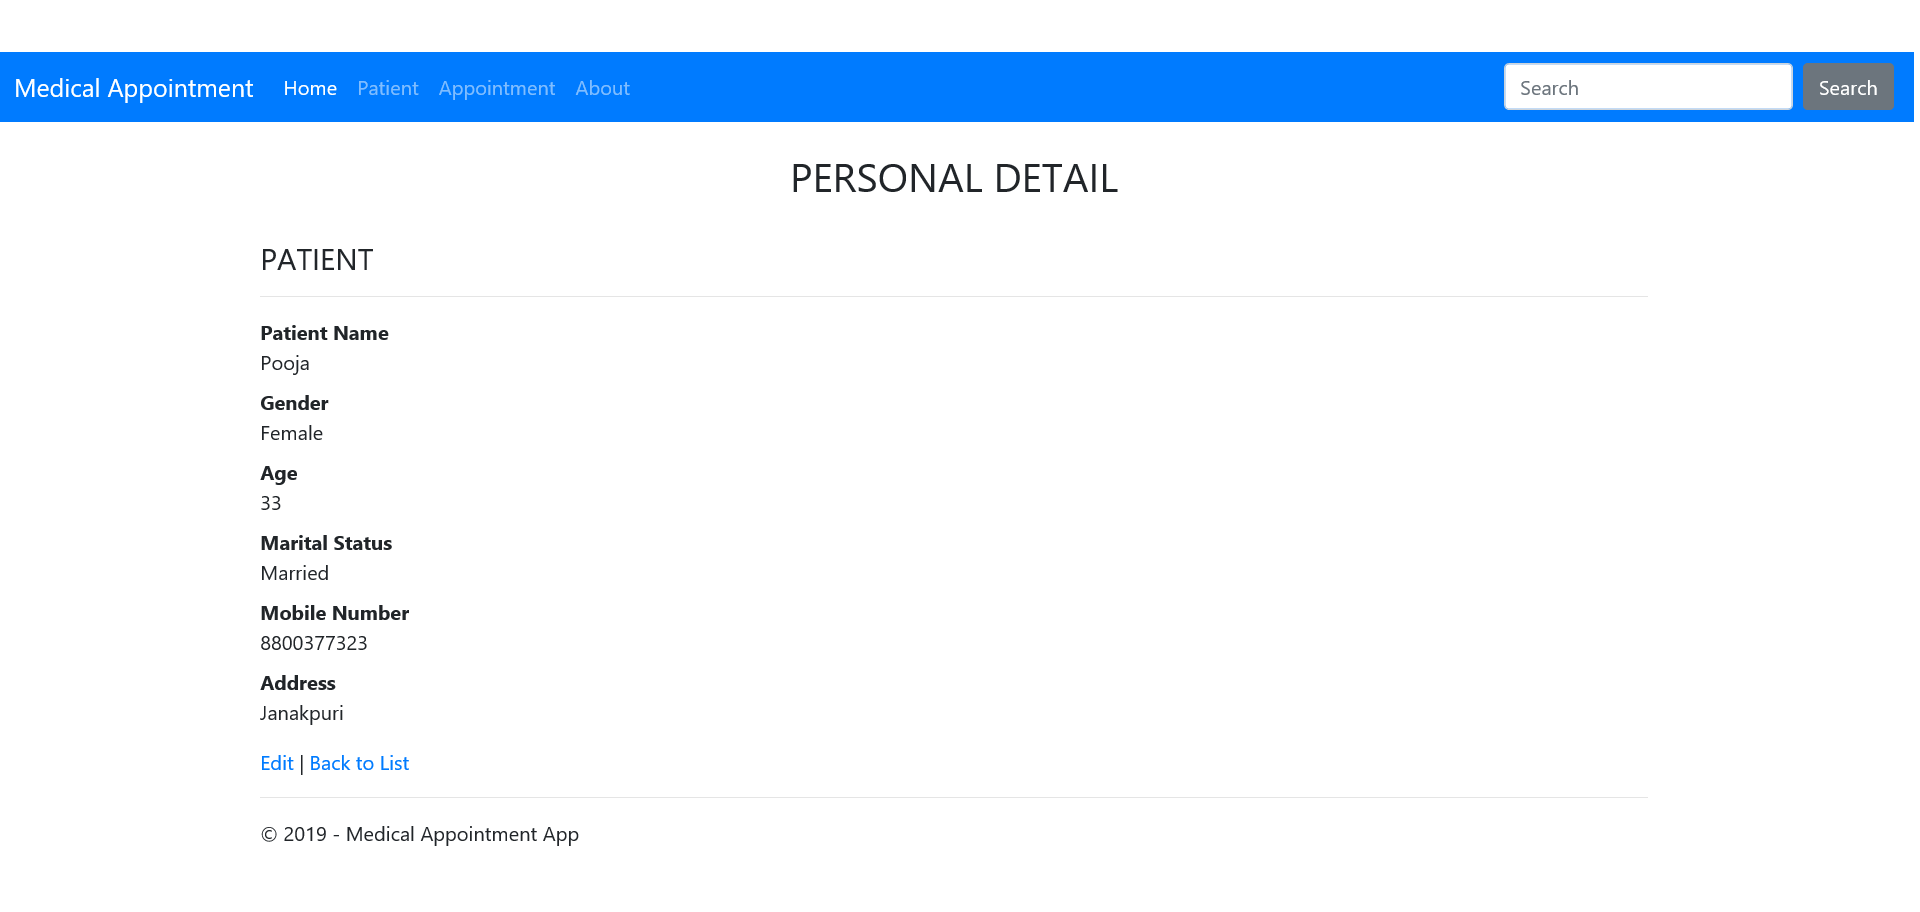 Medical Appointment Home Patient Appointment About Search Search
PERSONAL DETAIL
PATIENT
Patient Name
Pooja
Gender
Female
Age
33
Marital Status
Married
Mobile Number
8800377323
Address
Janakpuri
Edit | Back to List
© 2019 - Medical Appointment App